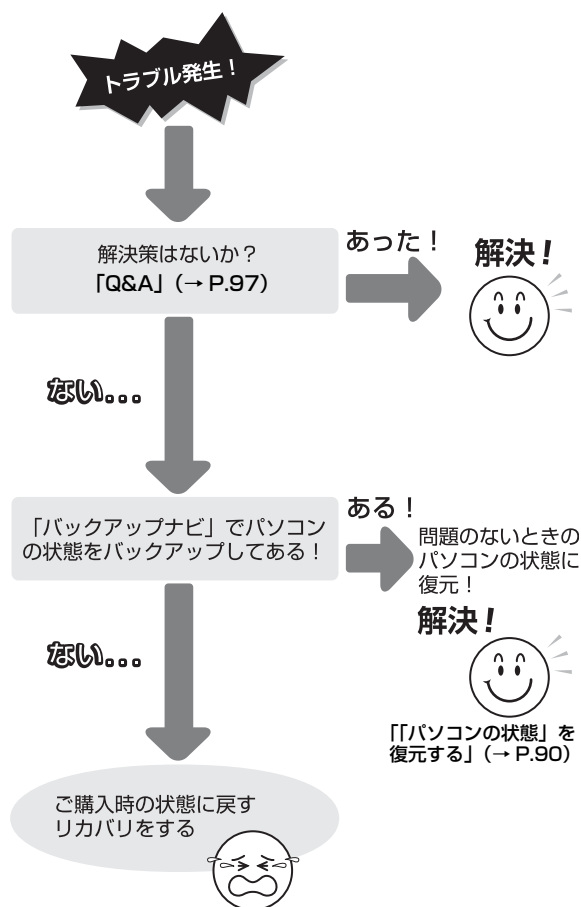 トラブル発生！
解決策はないか？
「Q&A」（→ P.97）
あった！
解決！
ない...
「バックアップナビ」でパソコン
の状態をバックアップしてある！
ある！
問題のないときの
パソコンの状態に
復元！
解決！
「「パソコンの状態」を
復元する」（→ P.90）
ない...
ご購入時の状態に戻す
リカバリをする